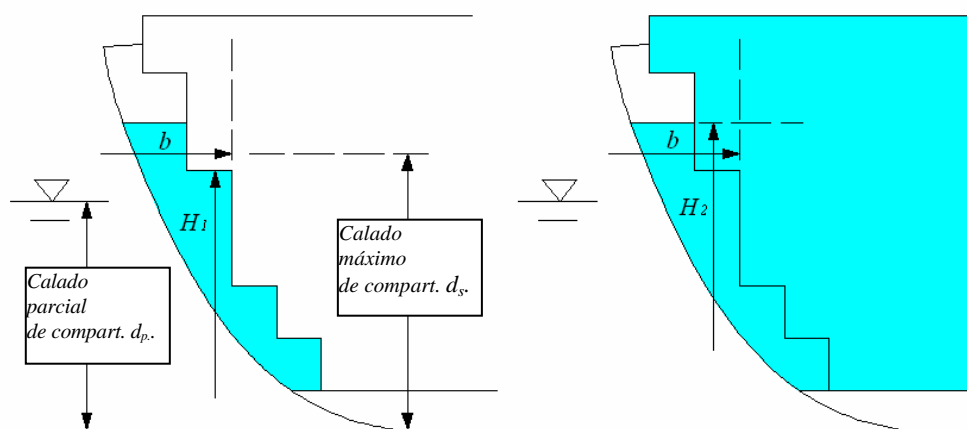 b
H1
Calado
parcial
de compart. dp..
Calado
máximo
de compart. ds.
b
H2